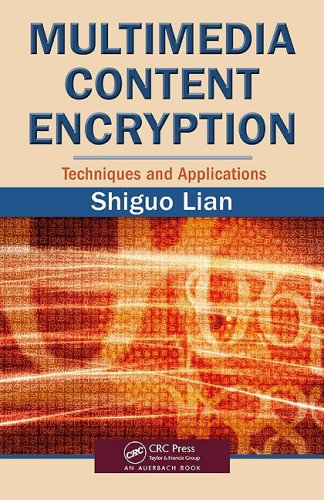 MULTIMEDIA
CONTENT
ENCRYPTION
Techniques and Applications
Shiguo Lian
CRC
CRC Press
Taylor & Francis Group
AN AUERBACH BOOK